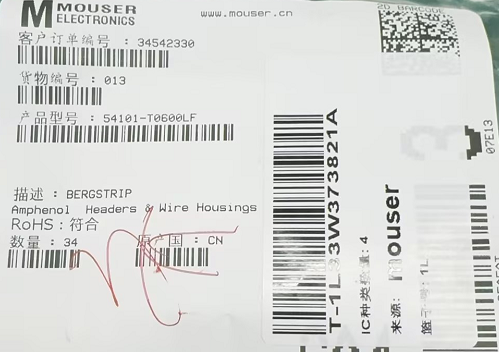 MOUSER
ELECTRONICS
www.mouser.cn
2D BARCODE
客户订单编号 : 34542330
货物编号 : 013
产品型号 : 54101-T0600LF
描述 : BERGSTRIP
Amphenol Headers & Wire Housings
RoHS : 符合
数量 : 34
原产国 : CN
IC种类数量: 4
来源: mouser
07E13